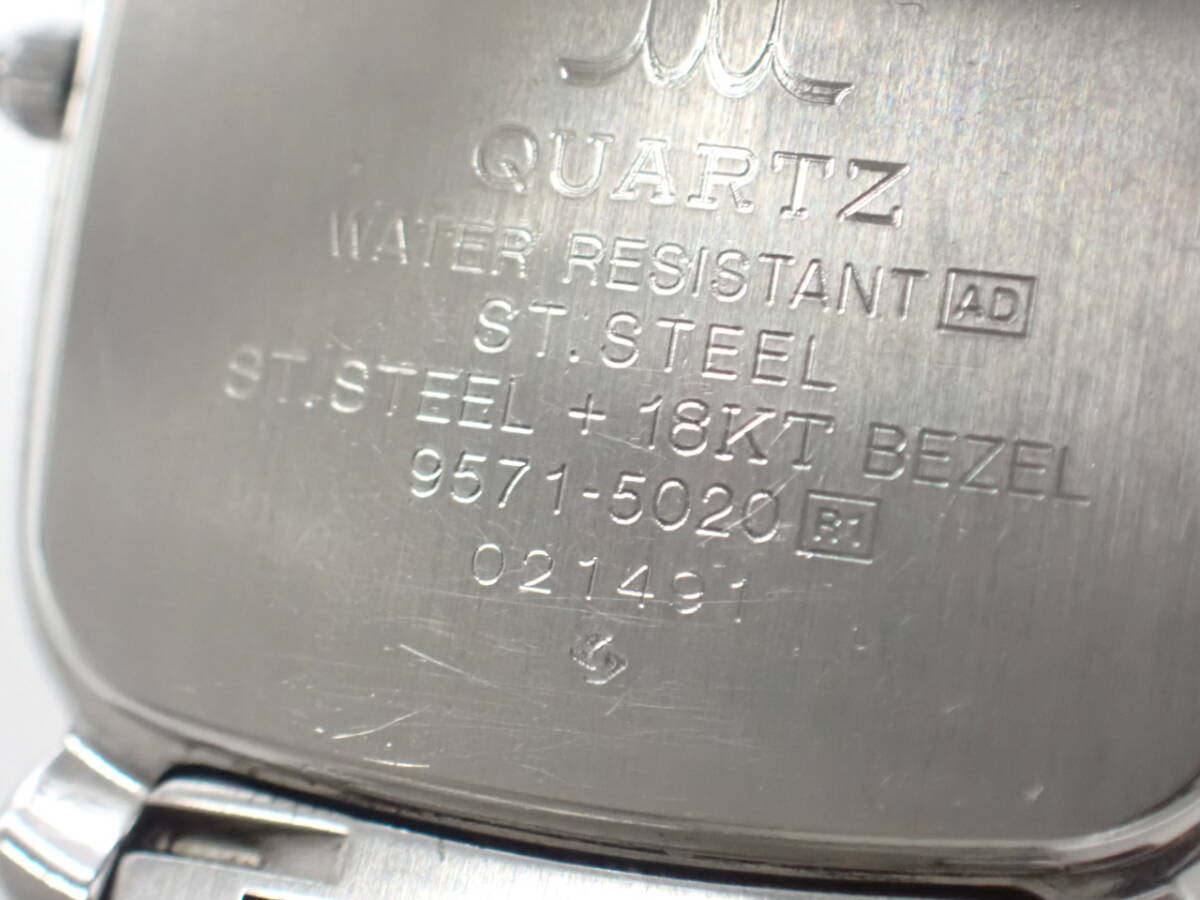 QUARTZ
WATER RESISTANT AD
ST.STEEL
ST.STEEL + 18KT BEZEL
9571-5020 R1
021491